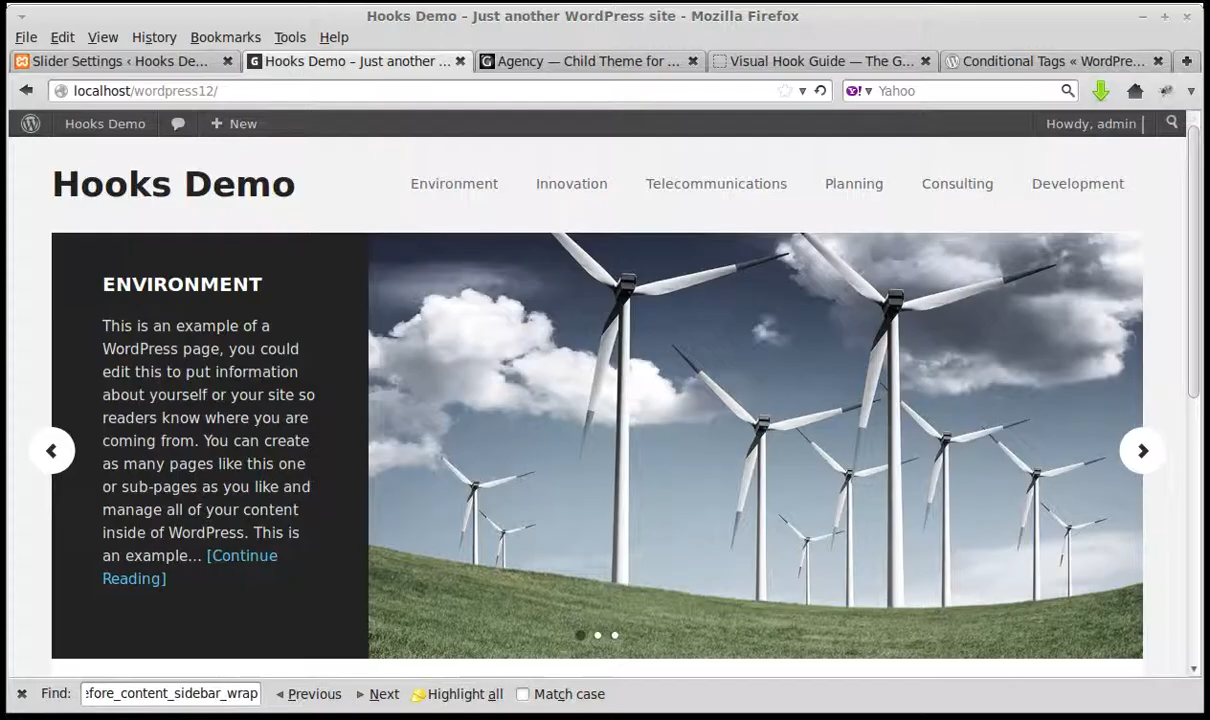 Hooks Demo – Just another WordPress site - Mozilla Firefox
File Edit View History Bookmarks Tools Help
Slider Settings ‹ Hooks De... Hooks Demo – Just another ... Agency — Child Theme for ... Visual Hook Guide — The G... Conditional Tags « WordPre...
localhost/wordpress12/ Yahoo
Hooks Demo + New Howdy, admin
Hooks Demo
Environment Innovation Telecommunications Planning Consulting Development
ENVIRONMENT
This is an example of a
WordPress page, you could
edit this to put information
about yourself or your site so
readers know where you are
coming from. You can create
as many pages like this one
or sub-pages as you like and
manage all of your content
inside of WordPress. This is
an example... [Continue
Reading]
Find: :fore_content_sidebar_wrap Previous Next Highlight all Match case